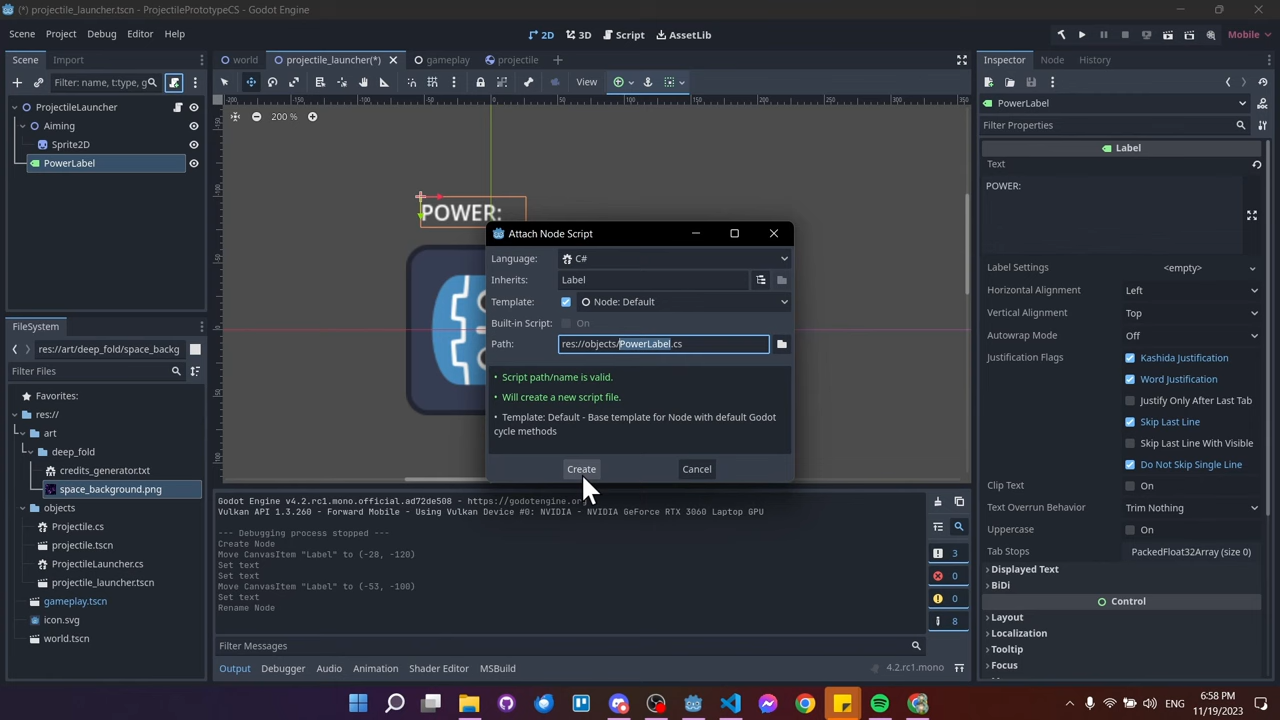 (*) projectile_launcher.tscn - ProjectilePrototypeCS - Godot Engine
Scene Project Debug Editor Help
2D 3D Script AssetLib
Mobile
Scene Import
world projectile_launcher(*) gameplay projectile
Inspector Node History
Filter: name, t:type, g
View
ProjectileLauncher
Aiming
Sprite2D
PowerLabel
200 %
POWER:
Attach Node Script
Language: C#
Inherits: Label
Template: Node: Default
Built-in Script: On
Path: res://objects/PowerLabel.cs
• Script path/name is valid.
• Will create a new script file.
• Template: Default - Base template for Node with default Godot
cycle methods
Create Cancel
FileSystem
res://art/deep_fold/space_backg
Filter Files
Favorites:
res://
art
deep_fold
credits_generator.txt
space_background.png
objects
Projectile.cs
projectile.tscn
ProjectileLauncher.cs
projectile_launcher.tscn
gameplay.tscn
icon.svg
world.tscn
Godot Engine v4.2.rc1.mono.official.ad72de508 - https://godotengine.org
Vulkan API 1.3.260 - Forward Mobile - Using Vulkan Device #0: NVIDIA - NVIDIA GeForce RTX 3060 Laptop GPU
--- Debugging process stopped ---
Create Node
Move CanvasItem "Label" to (-28, -120)
Set text
Set text
Move CanvasItem "Label" to (-53, -100)
Set text
Rename Node
3
0
0
8
Filter Messages
Output Debugger Audio Animation Shader Editor MSBuild
4.2.rc1.mono
PowerLabel
Filter Properties
Label
Text
POWER:
Label Settings <empty>
Horizontal Alignment Left
Vertical Alignment Top
Autowrap Mode Off
Justification Flags Kashida Justification
Word Justification
Justify Only After Last Tab
Skip Last Line
Skip Last Line With Visible
Do Not Skip Single Line
Clip Text On
Text Overrun Behavior Trim Nothing
Uppercase On
Tab Stops PackedFloat32Array (size 0)
Displayed Text
BiDi
Control
Layout
Localization
Tooltip
Focus
ENG
6:58 PM
11/19/2023